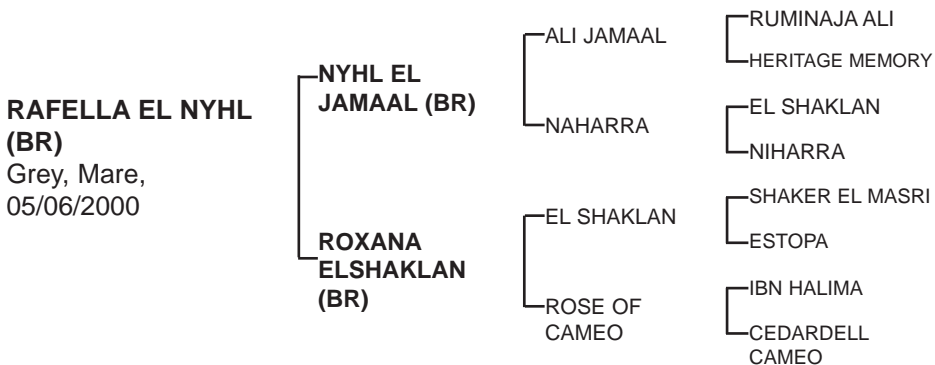 RAFELLA EL NYHL
(BR)
Grey, Mare,
05/06/2000
NYHL EL
JAMAAL (BR)
ROXANA
ELSHAKLAN
(BR)
ALI JAMAAL
NAHARRA
EL SHAKLAN
ROSE OF
CAMEO
RUMINAJA ALI
HERITAGE MEMORY
EL SHAKLAN
NIHARRA
SHAKER EL MASRI
ESTOPA
IBN HALIMA
CEDARDELL
CAMEO